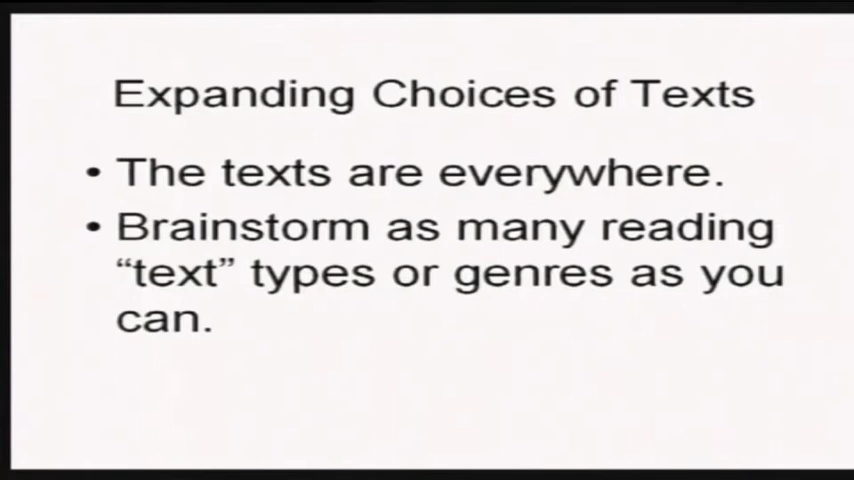 Expanding Choices of Texts
• The texts are everywhere.
• Brainstorm as many reading
“text” types or genres as you
can.